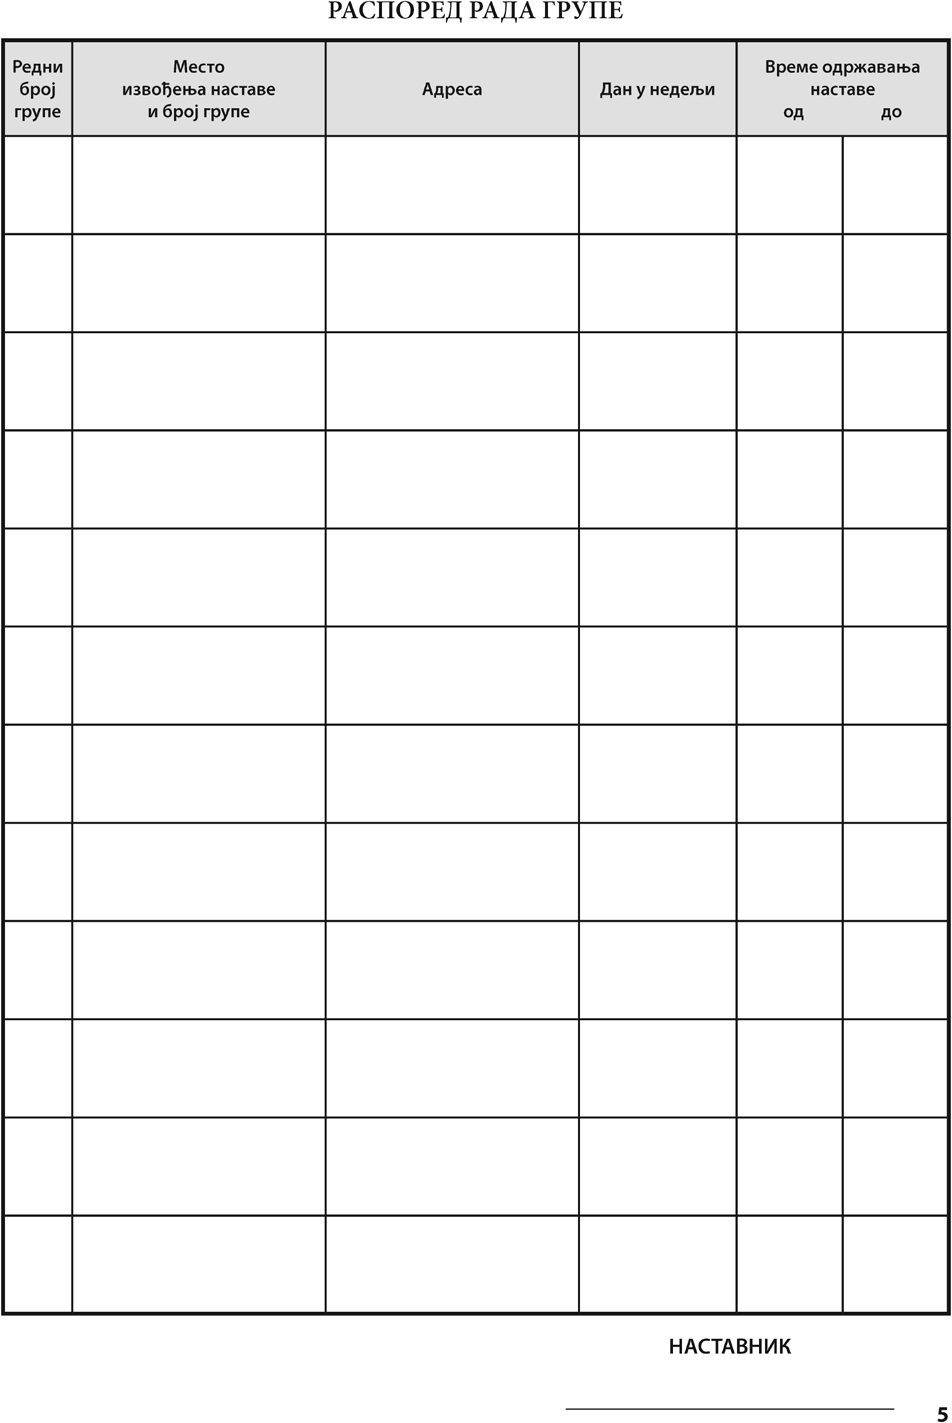 РАСПОРЕД РАДА ГРУПЕ
Редни
број
групе
Место
извођења наставе
и број групе
Адреса
Дан у недељи
Време одржавања
наставе
од до
НАСТАВНИК
5